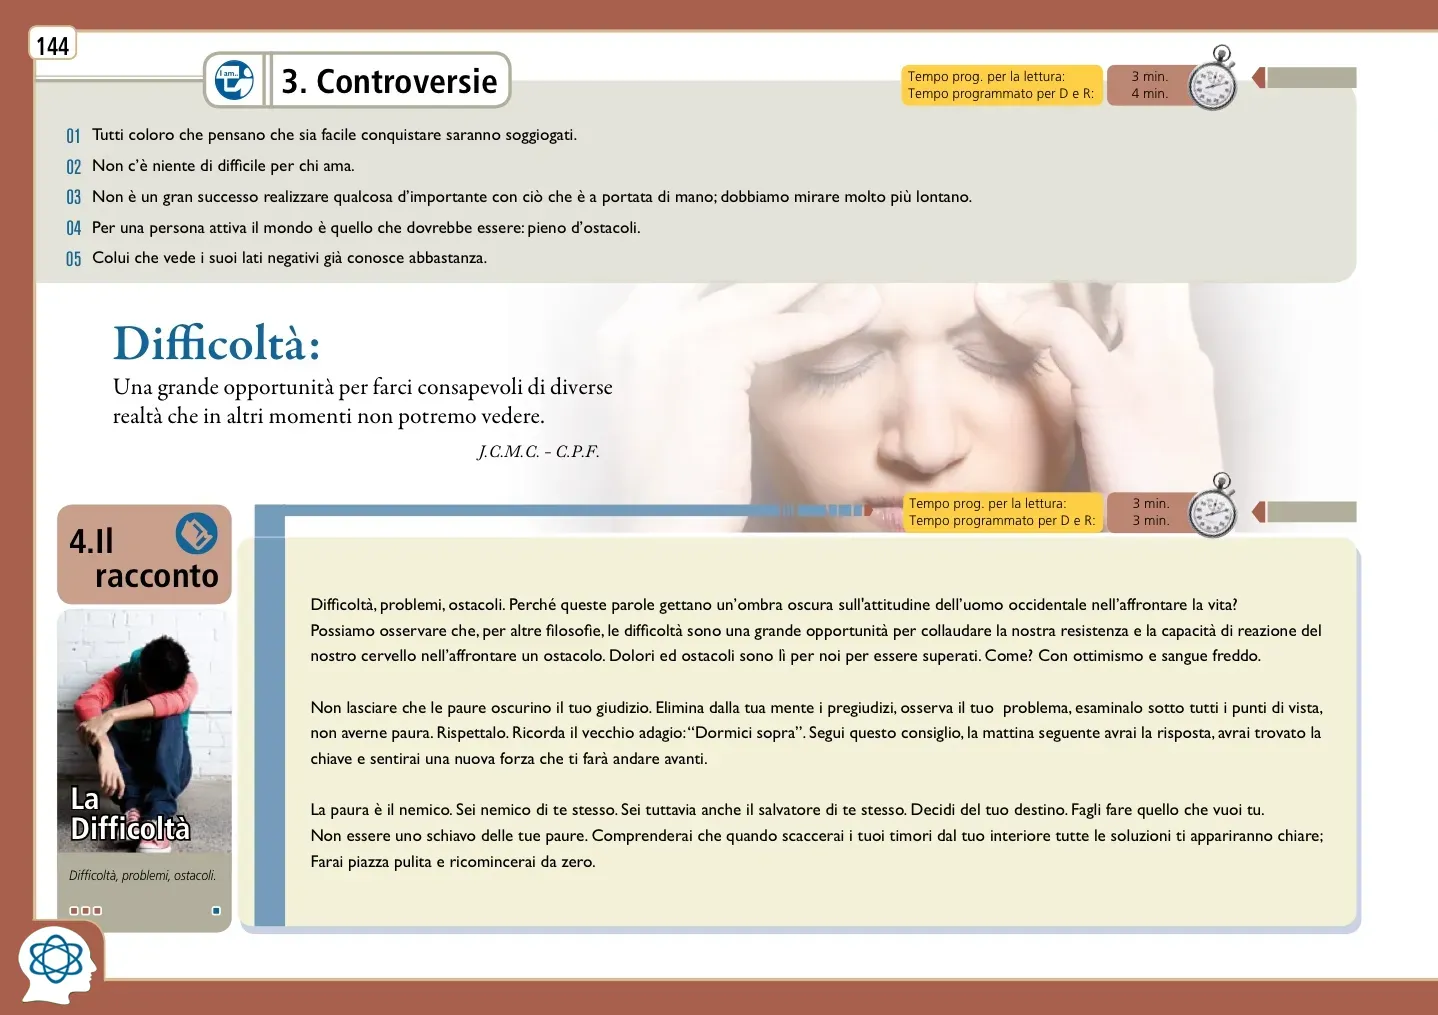 144
I am...
3. Controversie
Tempo prog. per la lettura: 3 min.
Tempo programmato per D e R: 4 min.
01 Tutti coloro che pensano che sia facile conquistare saranno soggiogati.
02 Non c’è niente di difficile per chi ama.
03 Non è un gran successo realizzare qualcosa d’importante con ciò che è a portata di mano; dobbiamo mirare molto più lontano.
04 Per una persona attiva il mondo è quello che dovrebbe essere: pieno d’ostacoli.
05 Colui che vede i suoi lati negativi già conosce abbastanza.
Difficoltà:
Una grande opportunità per farci consapevoli di diverse
realtà che in altri momenti non potremo vedere.
J.C.M.C. – C.P.F.
Tempo prog. per la lettura: 3 min.
Tempo programmato per D e R: 3 min.
4.Il
racconto
La
Difficoltà
Difficoltà, problemi, ostacoli.
Difficoltà, problemi, ostacoli. Perché queste parole gettano un’ombra oscura sull'attitudine dell’uomo occidentale nell’affrontare la vita?
Possiamo osservare che, per altre filosofie, le difficoltà sono una grande opportunità per collaudare la nostra resistenza e la capacità di reazione del
nostro cervello nell’affrontare un ostacolo. Dolori ed ostacoli sono lì per noi per essere superati. Come? Con ottimismo e sangue freddo.
Non lasciare che le paure oscurino il tuo giudizio. Elimina dalla tua mente i pregiudizi, osserva il tuo problema, esaminalo sotto tutti i punti di vista,
non averne paura. Rispettalo. Ricorda il vecchio adagio: “Dormici sopra”. Segui questo consiglio, la mattina seguente avrai la risposta, avrai trovato la
chiave e sentirai una nuova forza che ti farà andare avanti.
La paura è il nemico. Sei nemico di te stesso. Sei tuttavia anche il salvatore di te stesso. Decidi del tuo destino. Fagli fare quello che vuoi tu.
Non essere uno schiavo delle tue paure. Comprenderai che quando scaccerai i tuoi timori dal tuo interiore tutte le soluzioni ti appariranno chiare;
Farai piazza pulita e ricomincerai da zero.